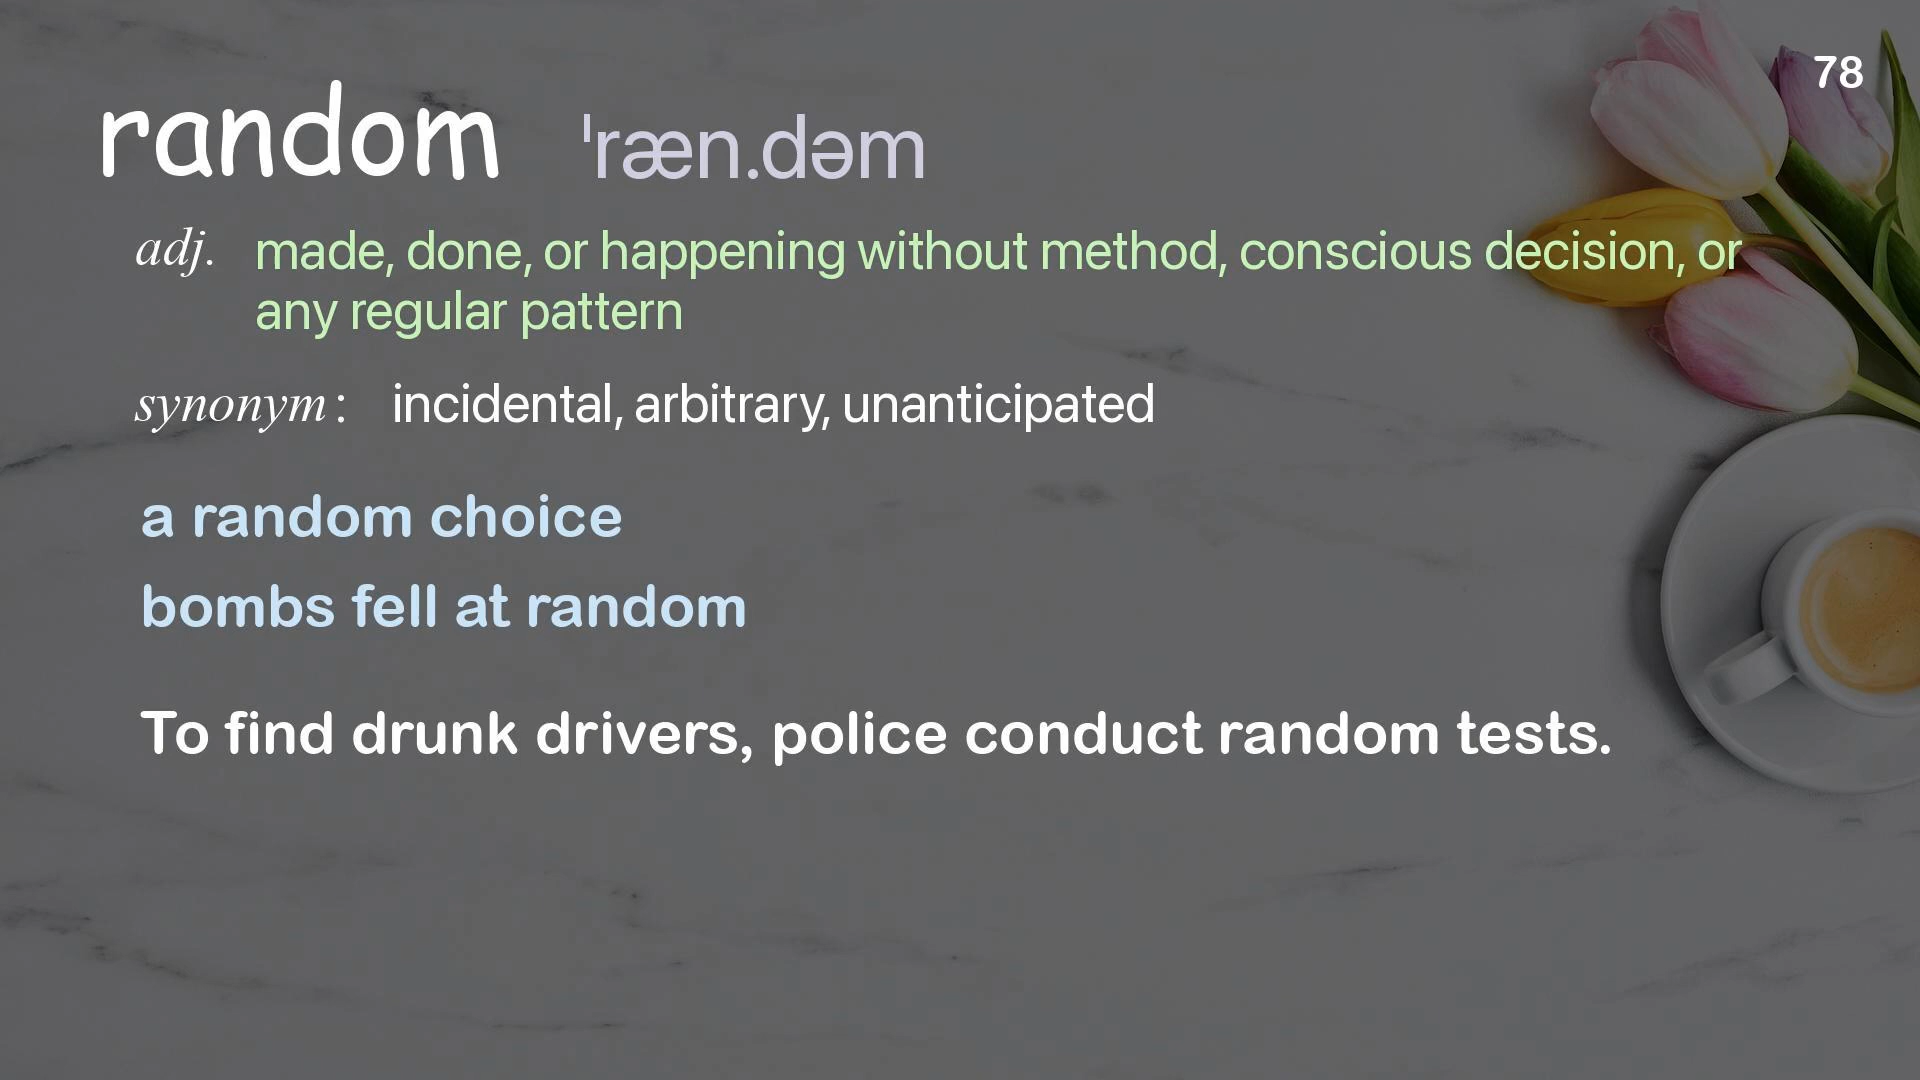 78
random ˈræn.dəm
adj. made, done, or happening without method, conscious decision, or
any regular pattern
synonym : incidental, arbitrary, unanticipated
a random choice
bombs fell at random
To find drunk drivers, police conduct random tests.